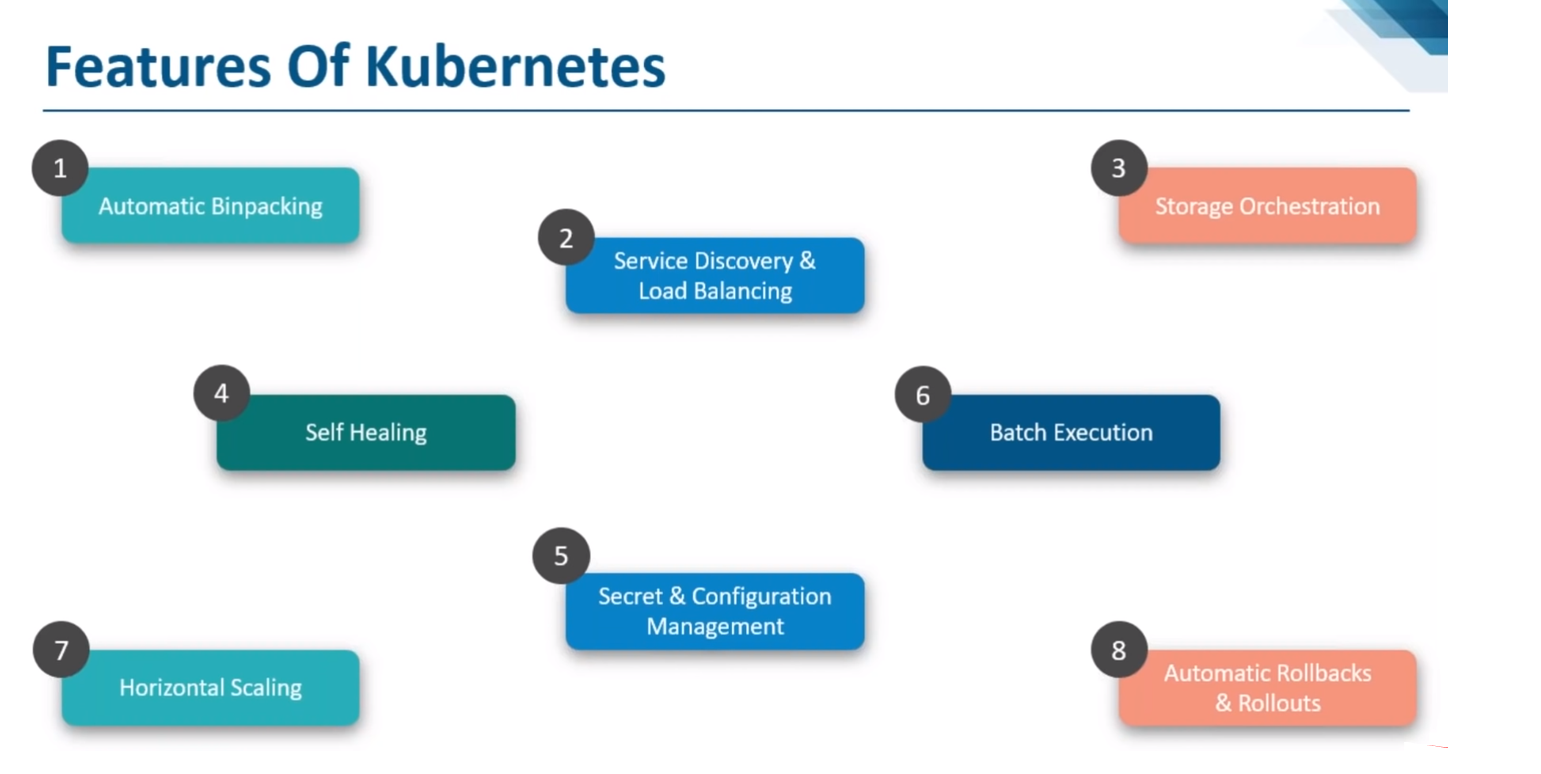 Features Of Kubernetes
1
Automatic Binpacking
2
Service Discovery &
Load Balancing
3
Storage Orchestration
4
Self Healing
5
Secret & Configuration
Management
6
Batch Execution
7
Horizontal Scaling
8
Automatic Rollbacks
& Rollouts